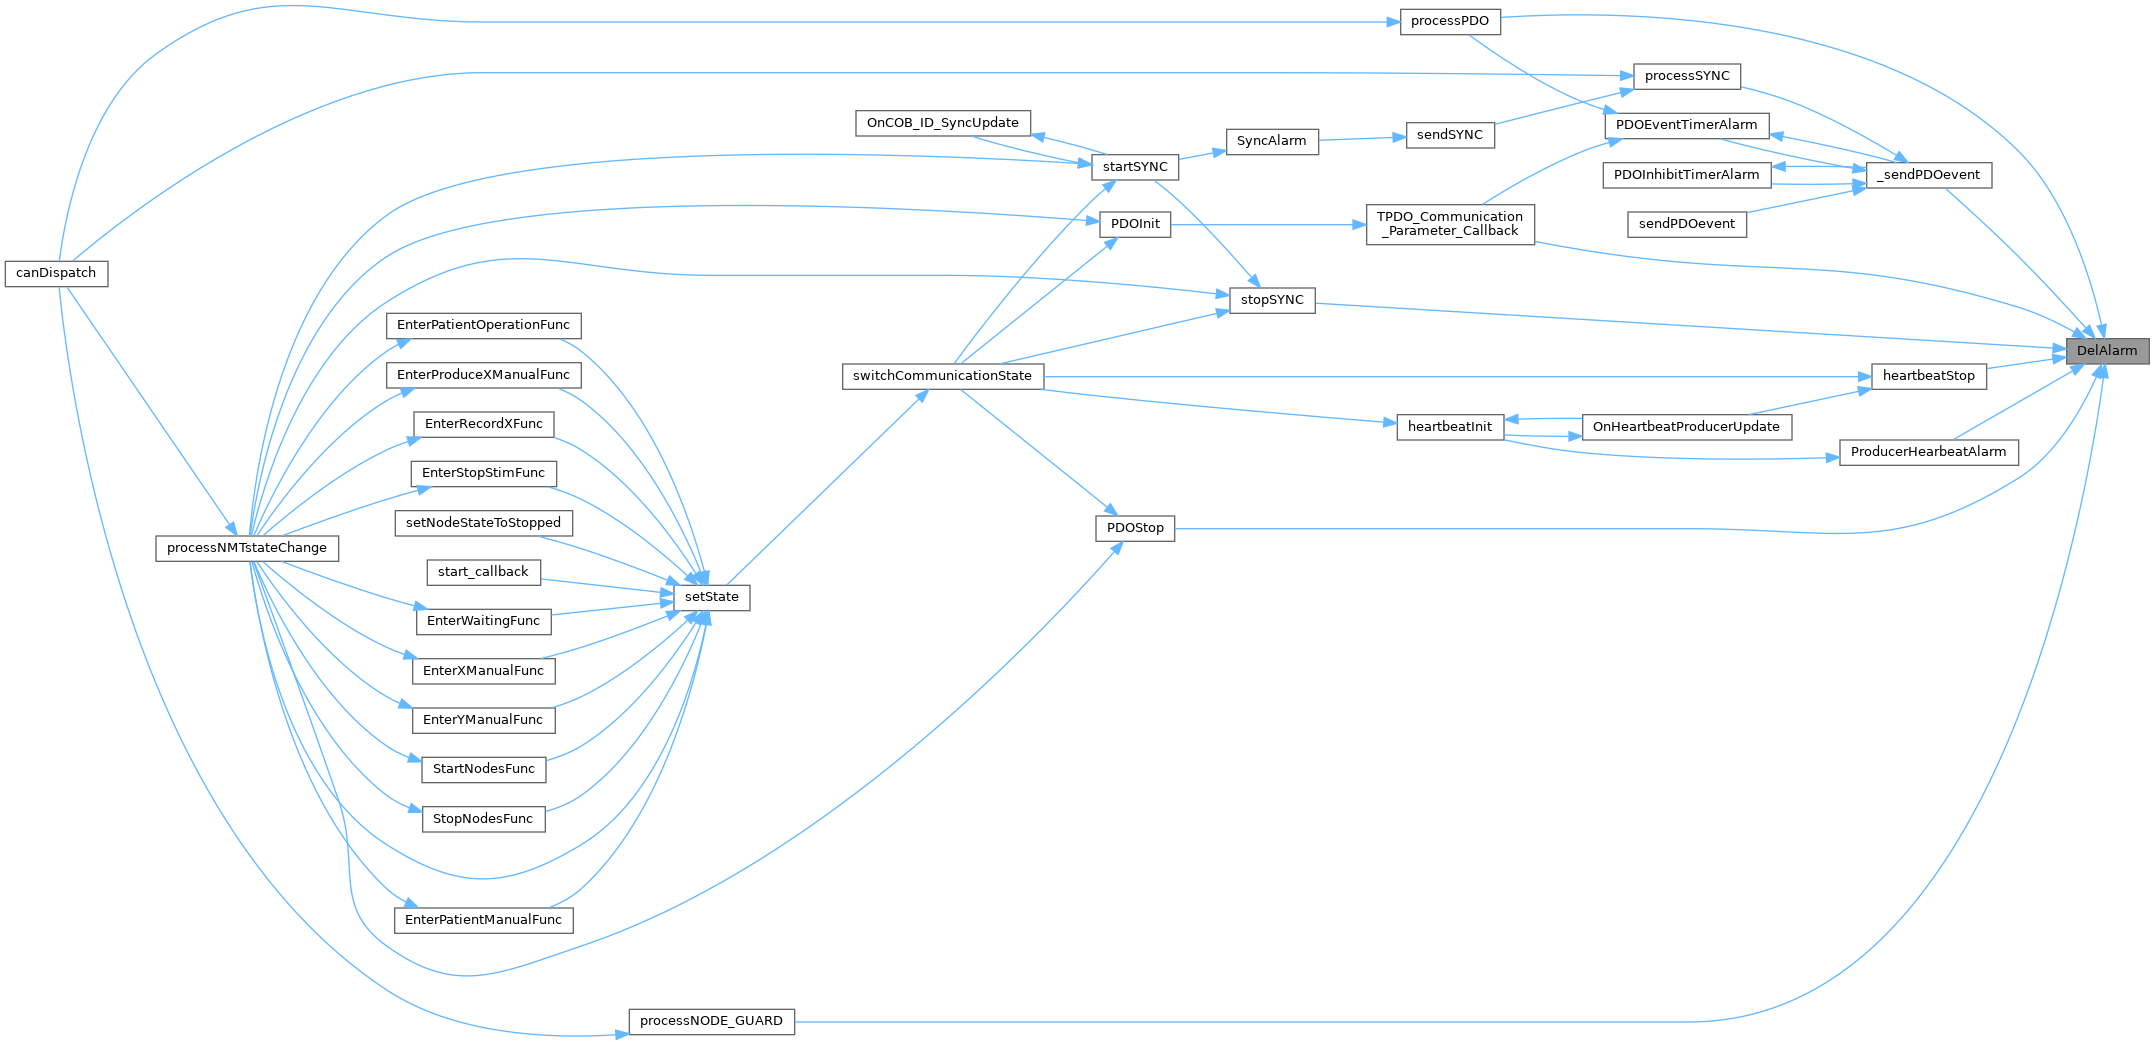 processPDO
processSYNC
OnCOB_ID_SyncUpdate
PDOEventTimerAlarm
sendSYNC
SyncAlarm
startSYNC
PDOInhibitTimerAlarm
_sendPDOevent
TPDO_Communication
_Parameter_Callback
PDOInit
sendPDOevent
canDispatch
stopSYNC
EnterPatientOperationFunc
DelAlarm
EnterProduceXManualFunc
switchCommunicationState
heartbeatStop
EnterRecordXFunc
heartbeatInit
OnHeartbeatProducerUpdate
ProducerHearbeatAlarm
EnterStopStimFunc
setNodeStateToStopped
PDOStop
processNMTstateChange
start_callback
setState
EnterWaitingFunc
EnterXManualFunc
EnterYManualFunc
StartNodesFunc
StopNodesFunc
EnterPatientManualFunc
processNODE_GUARD